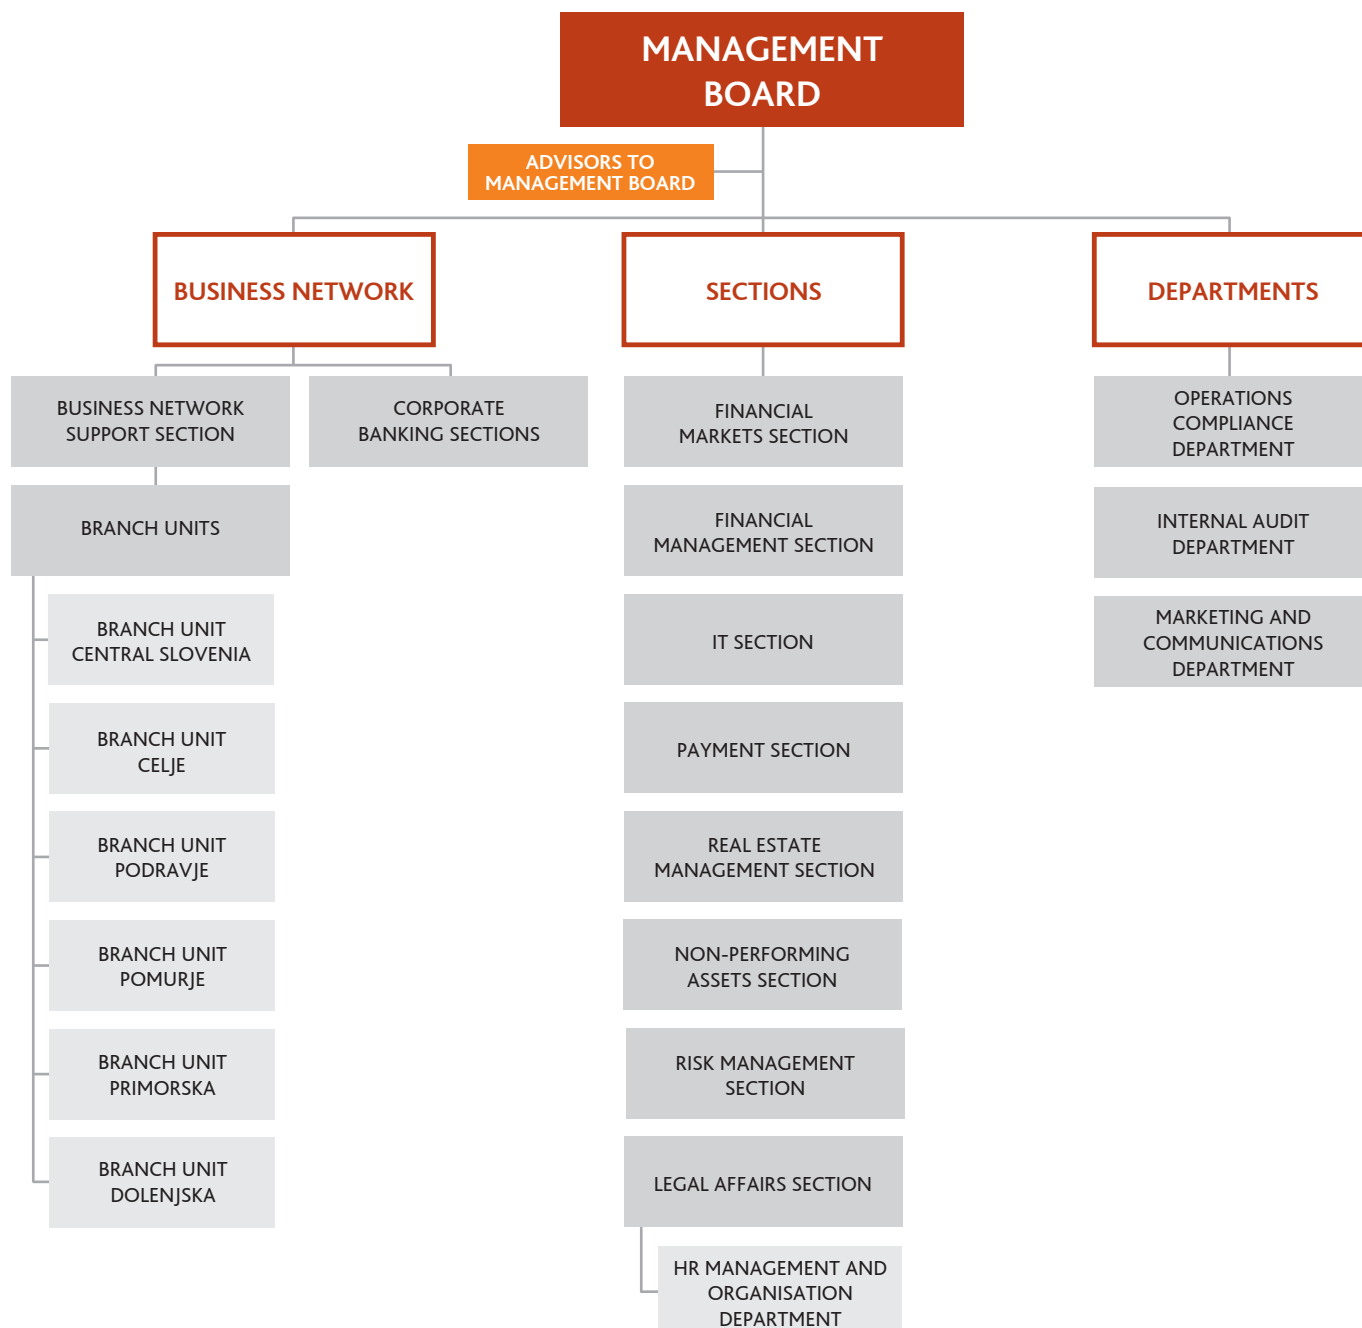 MANAGEMENT
BOARD
ADVISORS TO
MANAGEMENT BOARD
BUSINESS NETWORK
SECTIONS
DEPARTMENTS
BUSINESS NETWORK
SUPPORT SECTION
CORPORATE
BANKING SECTIONS
BRANCH UNITS
BRANCH UNIT
CENTRAL SLOVENIA
BRANCH UNIT
CELJE
BRANCH UNIT
PODRAVJE
BRANCH UNIT
POMURJE
BRANCH UNIT
PRIMORSKA
BRANCH UNIT
DOLENJSKA
FINANCIAL
MARKETS SECTION
FINANCIAL
MANAGEMENT SECTION
IT SECTION
PAYMENT SECTION
REAL ESTATE
MANAGEMENT SECTION
NON-PERFORMING
ASSETS SECTION
RISK MANAGEMENT
SECTION
LEGAL AFFAIRS SECTION
HR MANAGEMENT AND
ORGANISATION
DEPARTMENT
OPERATIONS
COMPLIANCE
DEPARTMENT
INTERNAL AUDIT
DEPARTMENT
MARKETING AND
COMMUNICATIONS
DEPARTMENT